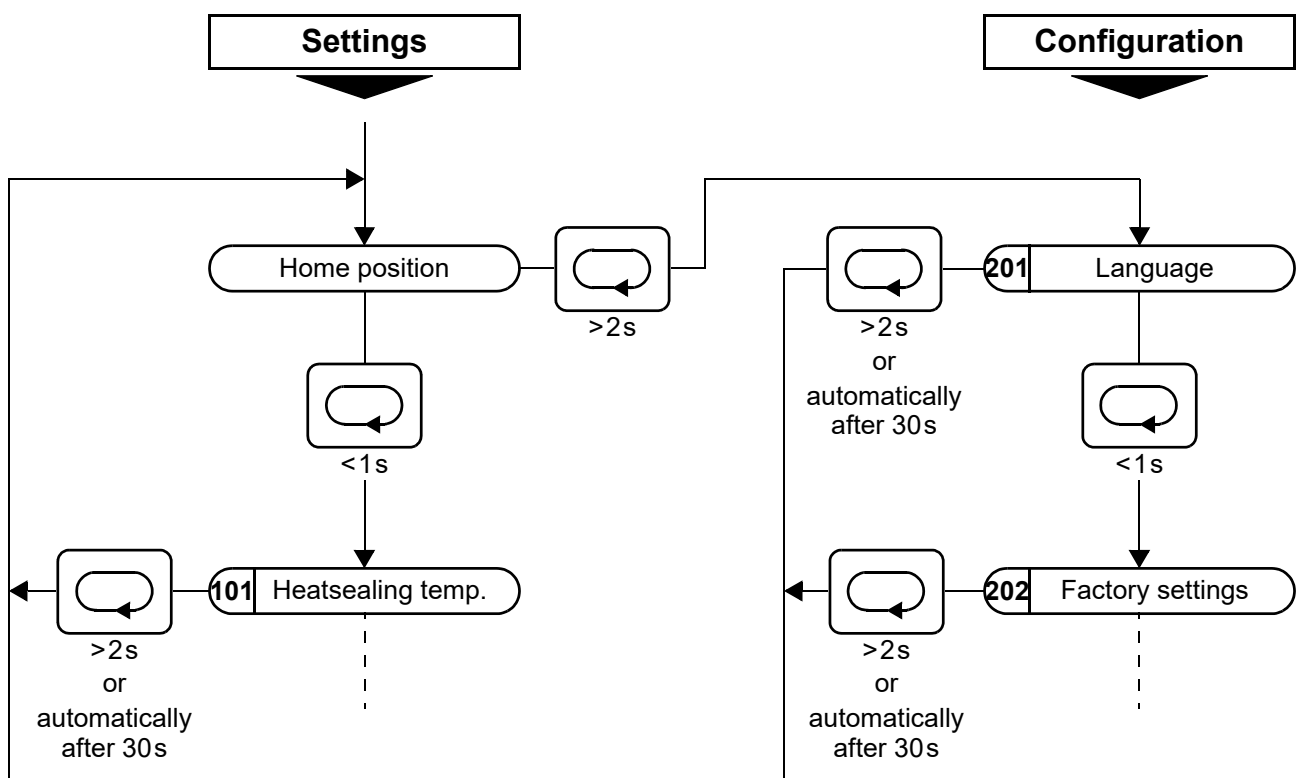 Settings
Configuration
Home position
>2s
>2s
or
automatically
after 30s
201 Language
<1s
<1s
101 Heatsealing temp.
>2s
or
automatically
after 30s
202 Factory settings
>2s
or
automatically
after 30s